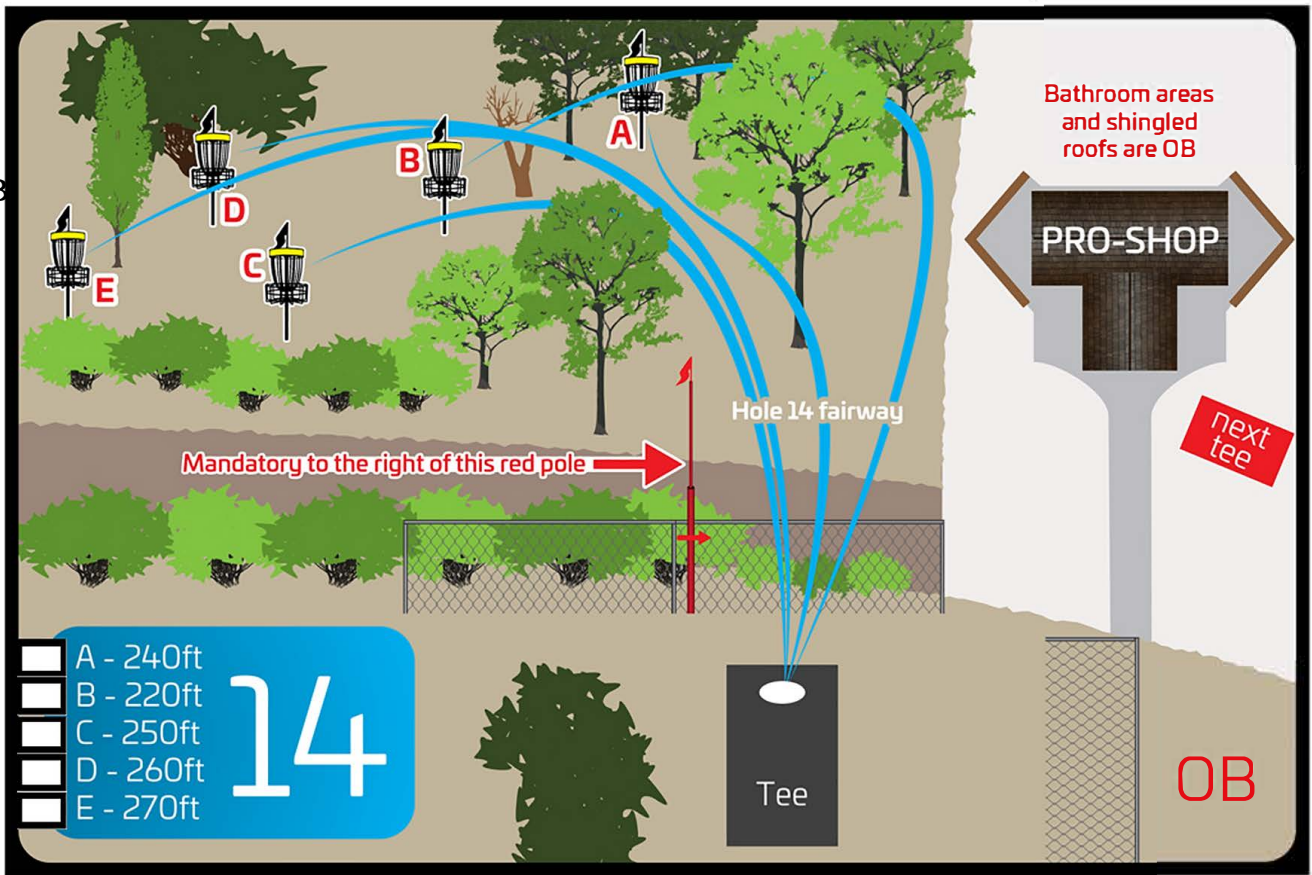 Bathroom areas
and shingled
roofs are OB
A
B
D
C
E
PRO-SHOP
Hole 14 fairway
next
tee
Mandatory to the right of this red pole
A - 240ft
B - 220ft
C - 250ft
D - 260ft
E - 270ft
14
Tee
OB